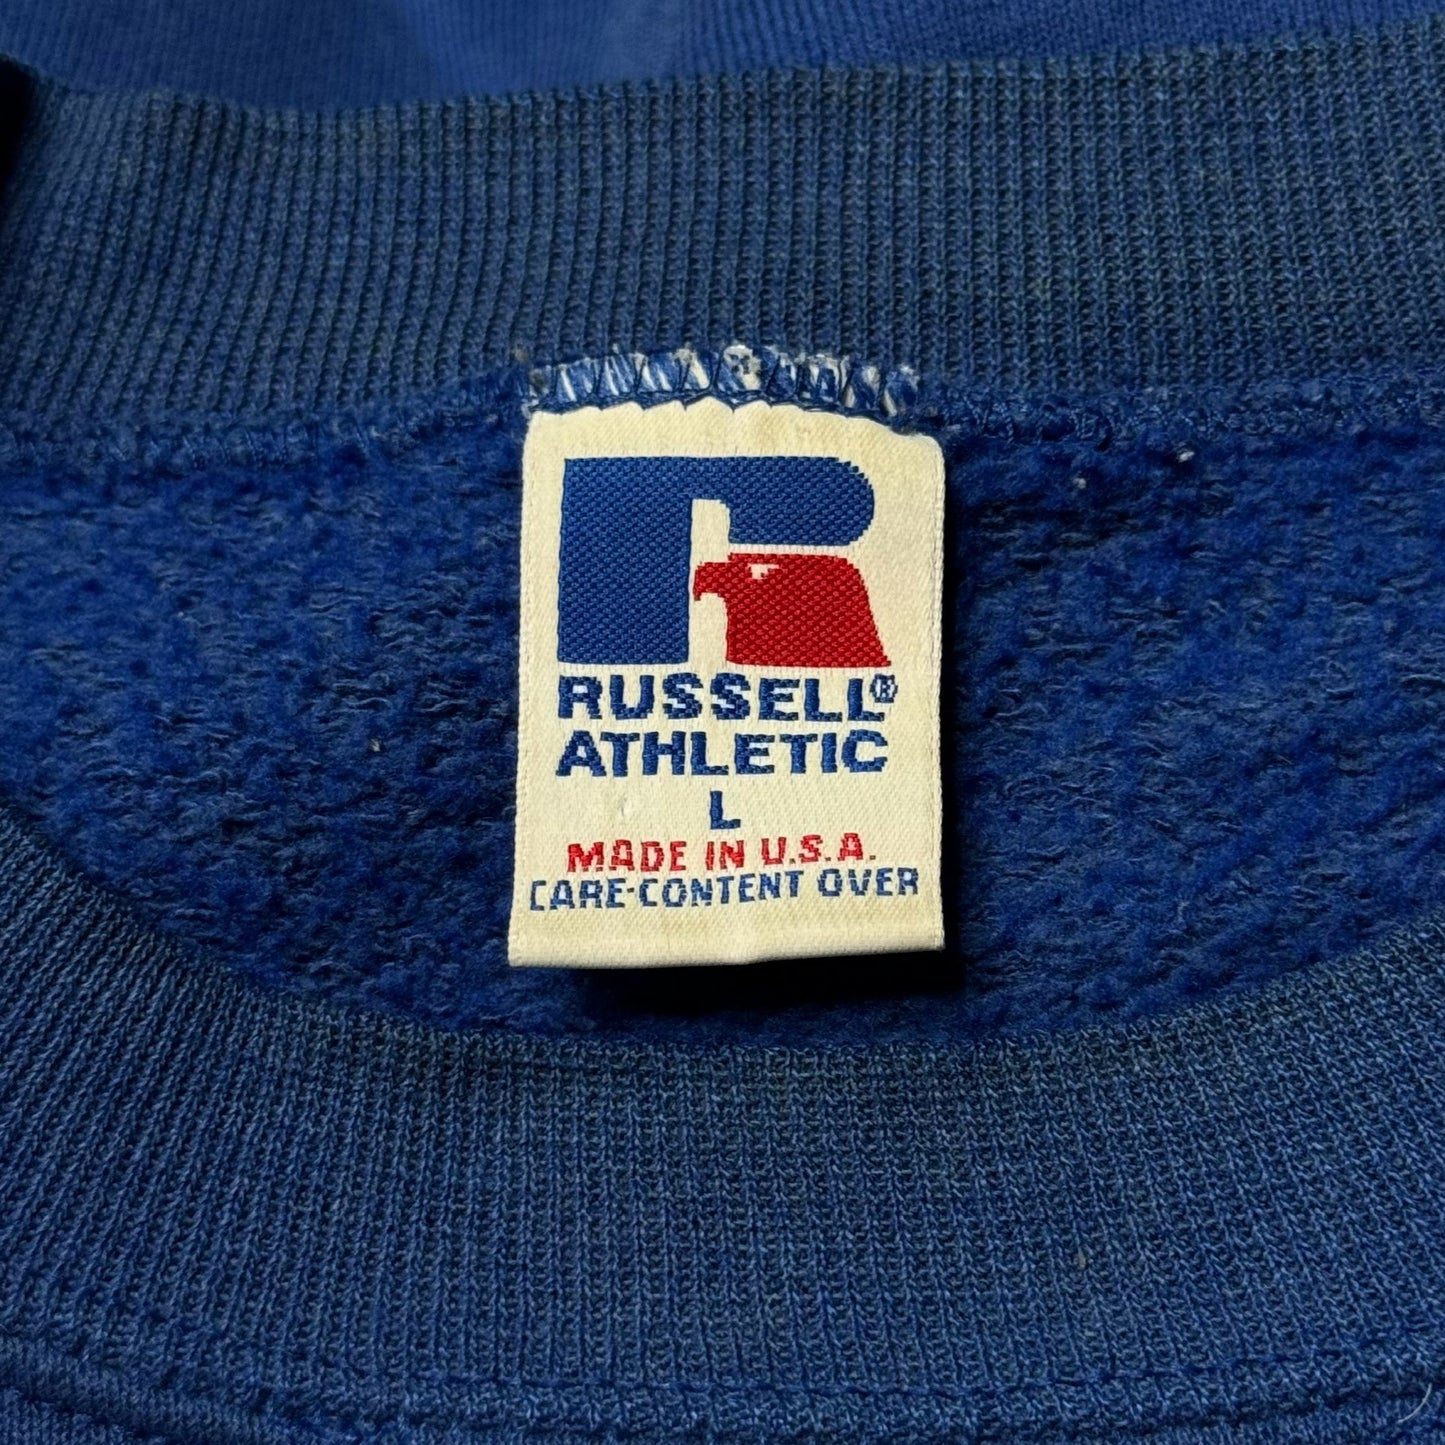 R
RUSSELL®
ATHLETIC
L
MADE IN U.S.A.
CARE-CONTENT OVER